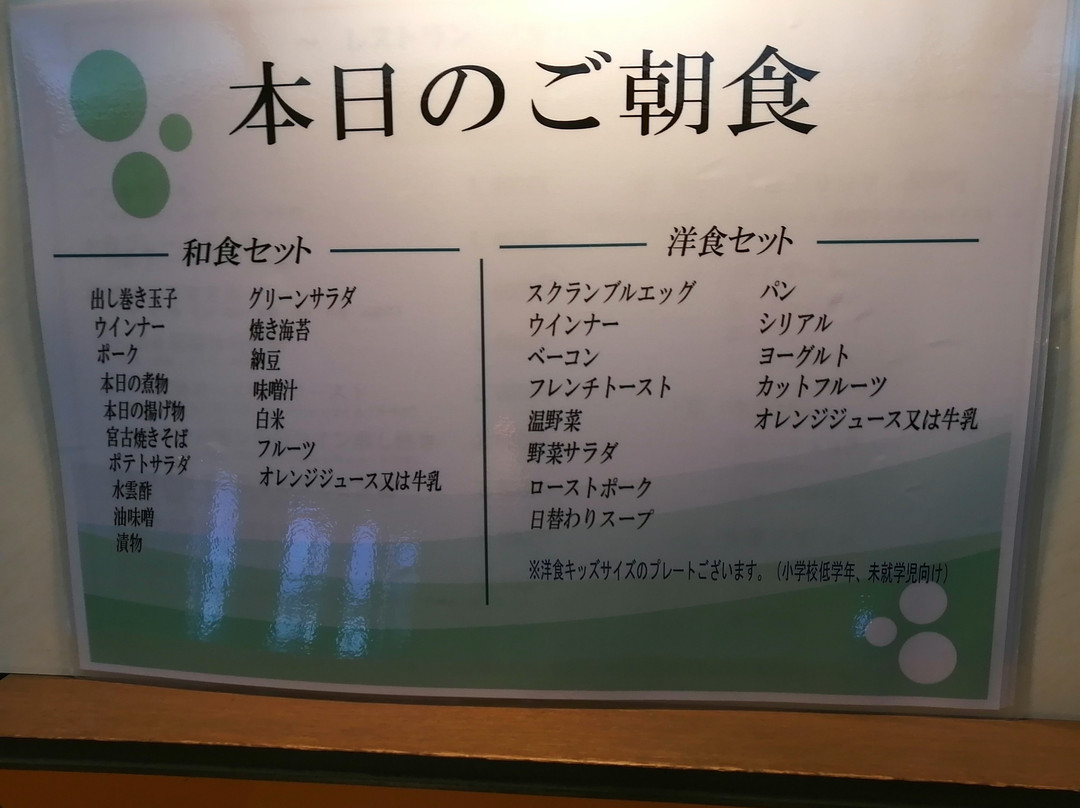 本日のご朝食
和食セット
出し巻き玉子
ウインナー
ポーク
本日の煮物
本日の揚げ物
宮古焼きそば
ポテトサラダ
水雲酢
油味噌
漬物
グリーンサラダ
焼き海苔
納豆
味噌汁
白米
フルーツ
オレンジジュース又は牛乳
洋食セット
スクランブルエッグ
ウインナー
ベーコン
フレンチトースト
温野菜
野菜サラダ
ローストポーク
日替わりスープ
パン
シリアル
ヨーグルト
カットフルーツ
オレンジジュース又は牛乳
※洋食キッズサイズのプレートございます。（小学校低学年、未就学児向け）